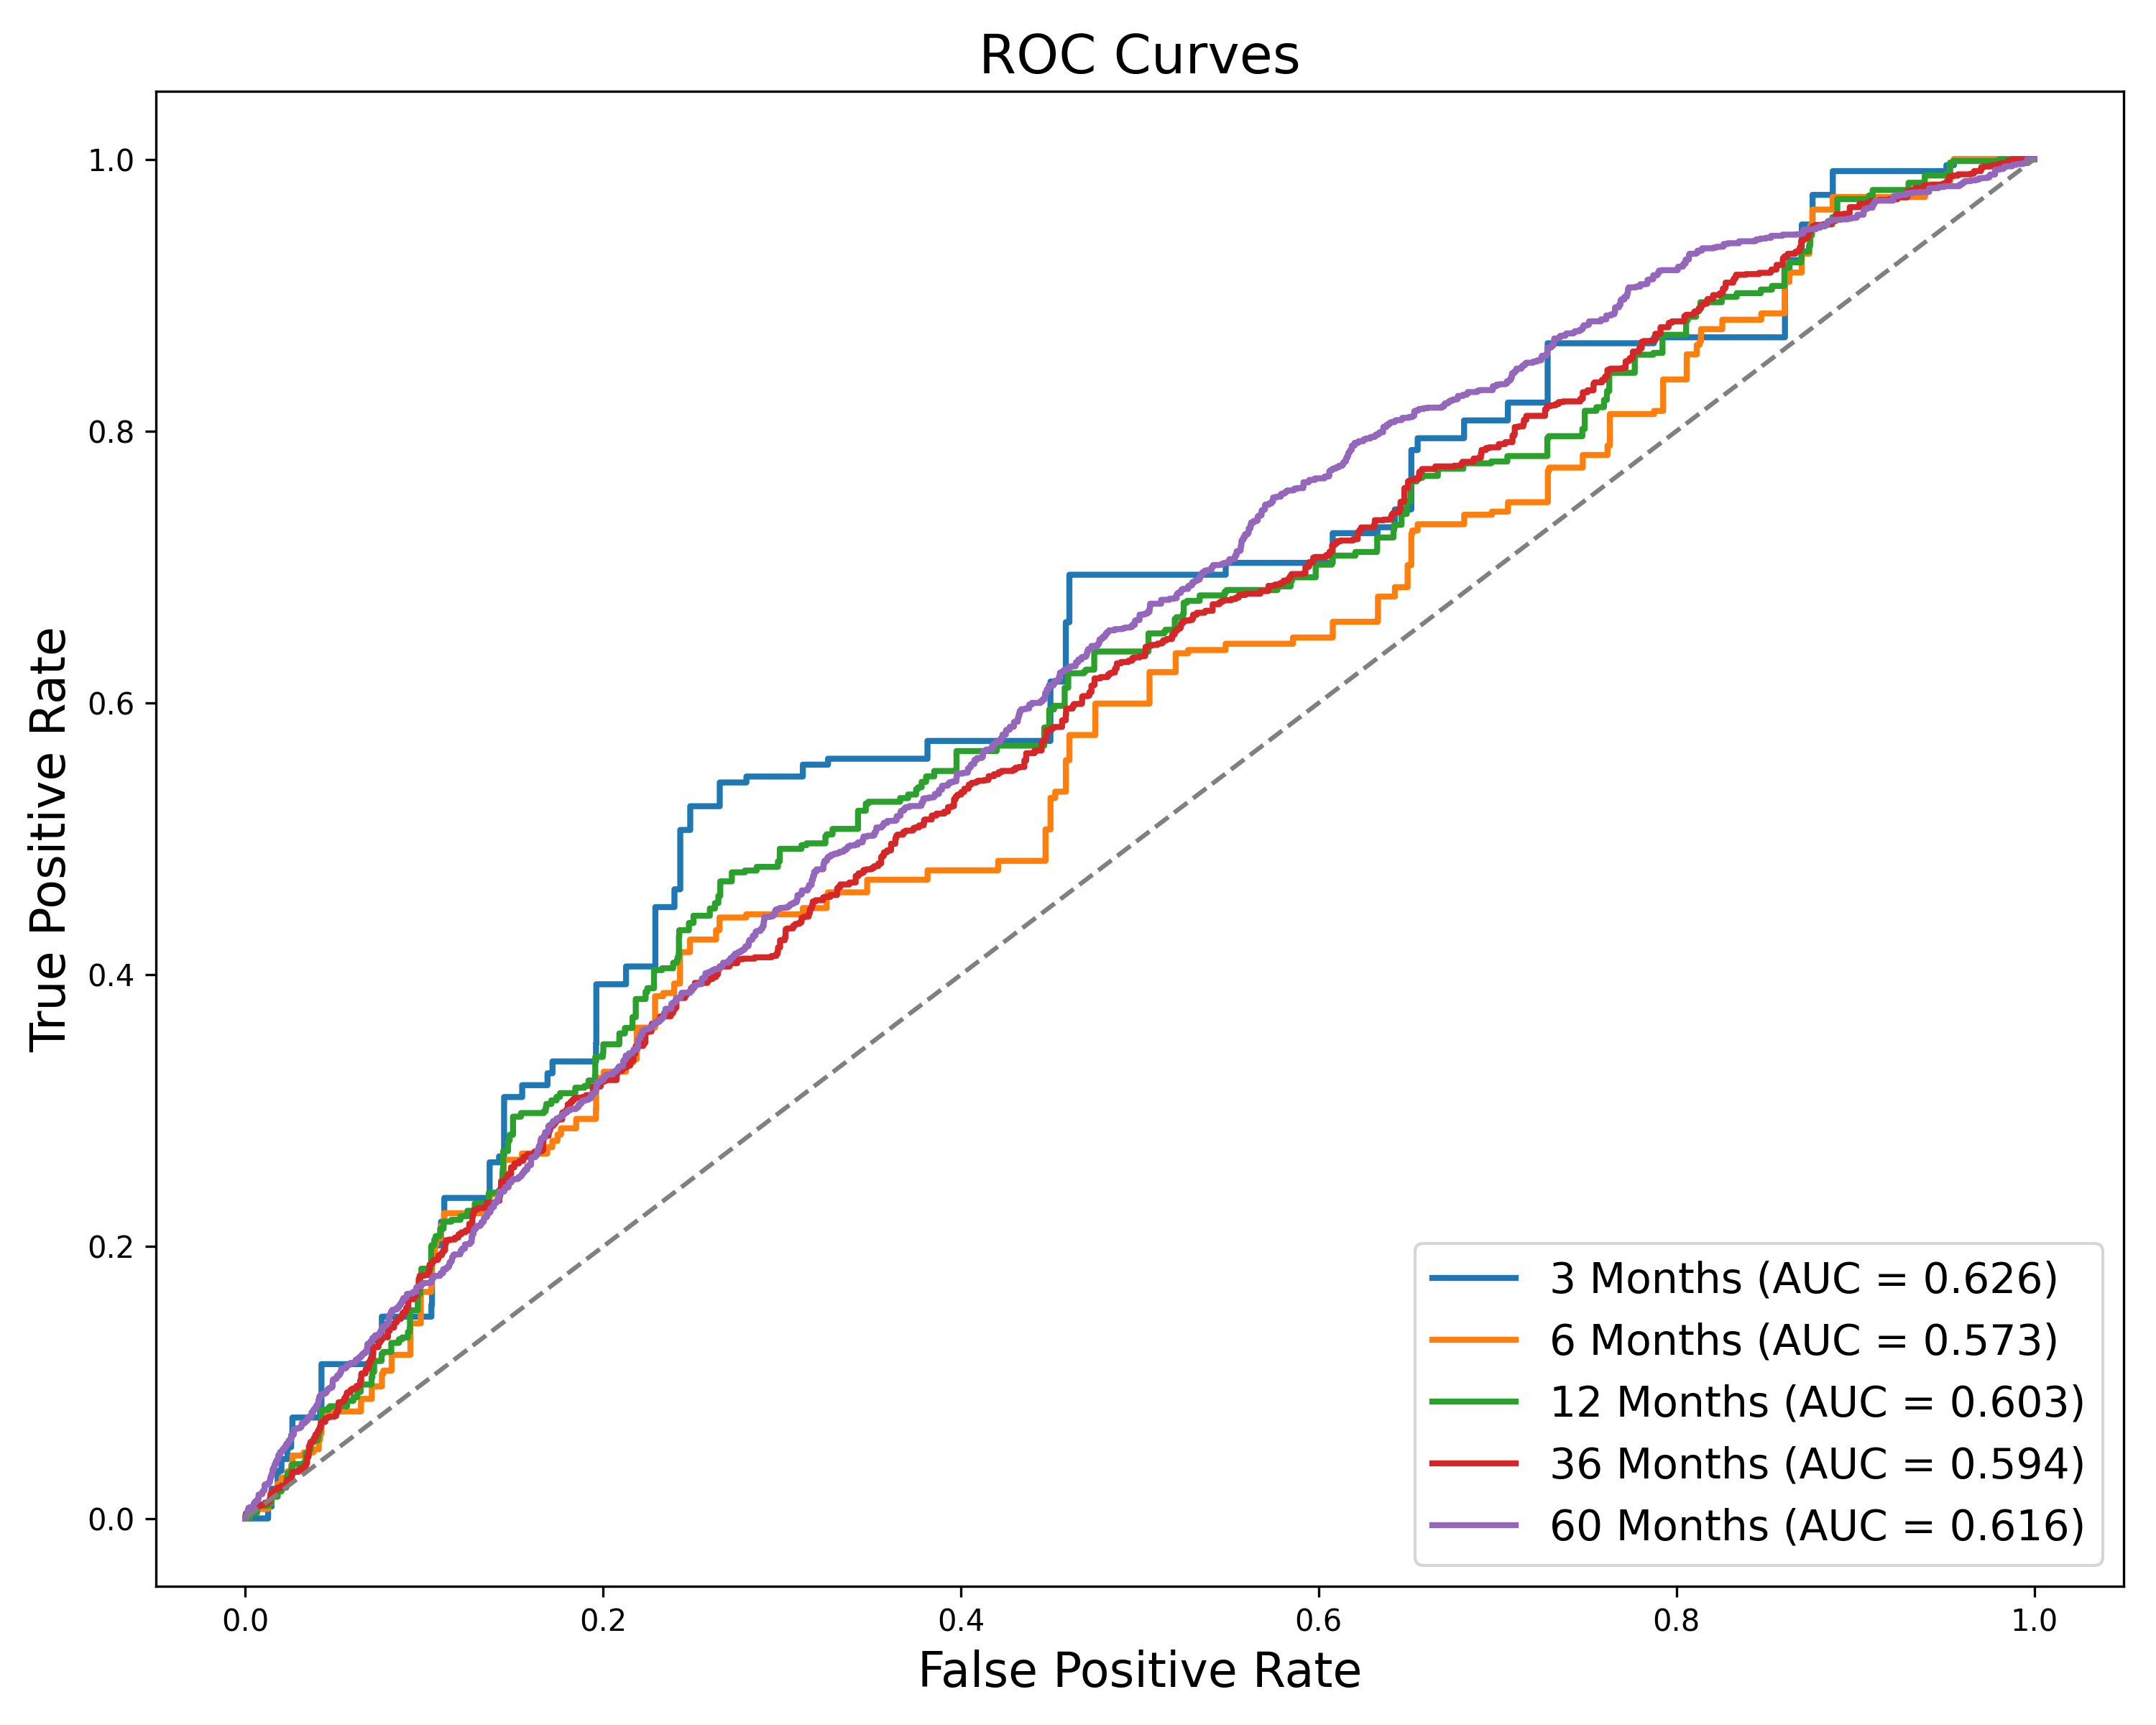 ROC Curves
1.0
0.8
0.6
0.4
0.2
0.0
True Positive Rate
0.0 0.2 0.4 0.6 0.8 1.0
False Positive Rate
3 Months (AUC = 0.626)
6 Months (AUC = 0.573)
12 Months (AUC = 0.603)
36 Months (AUC = 0.594)
60 Months (AUC = 0.616)